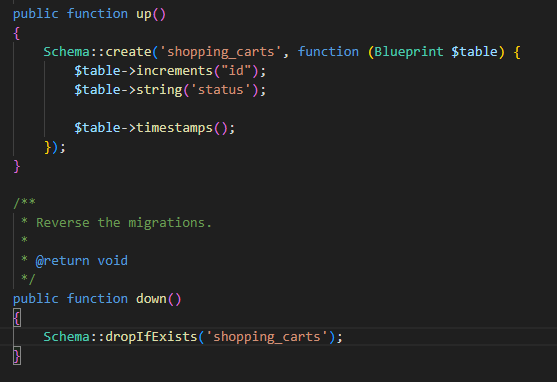 public function up()
{
Schema::create('shopping_carts', function (Blueprint $table) {
$table->increments("id");
$table->string('status');
$table->timestamps();
});
}
/**
* Reverse the migrations.
*
* @return void
*/
public function down()
{
Schema::dropIfExists('shopping_carts');
}